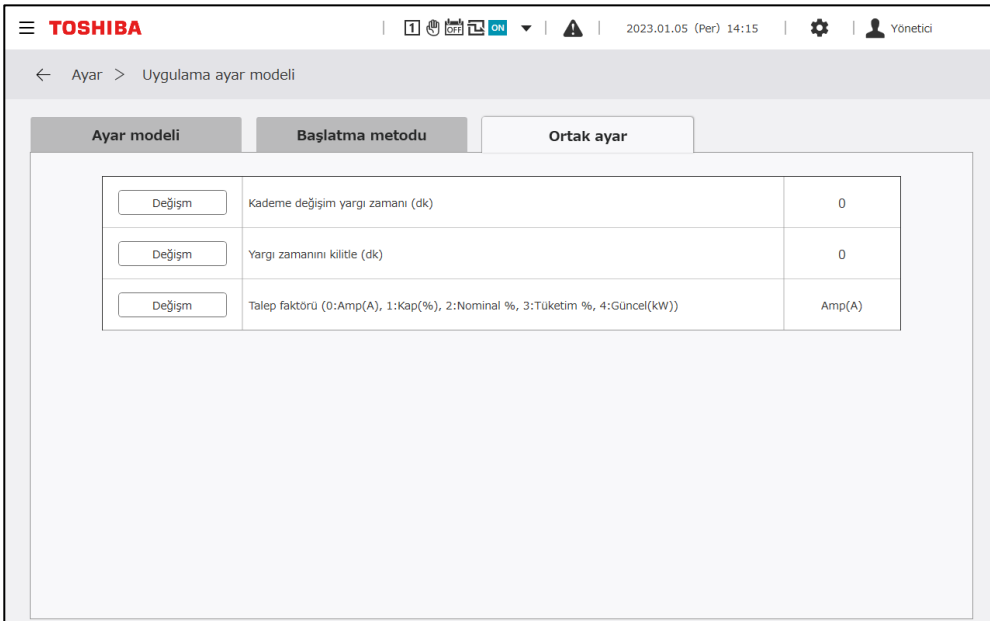 TOSHIBA 1 OFF ON 2023.01.05 (Per) 14:15 Yönetici
Ayar > Uygulama ayar modeli
Ayar modeli Başlatma metodu Ortak ayar
Değişm Kademe değişim yargı zamanı (dk) 0
Değişm Yargı zamanını kilitle (dk) 0
Değişm Talep faktörü (0:Amp(A), 1:Kap(%), 2:Nominal %, 3:Tüketim %, 4:Güncel(kW)) Amp(A)